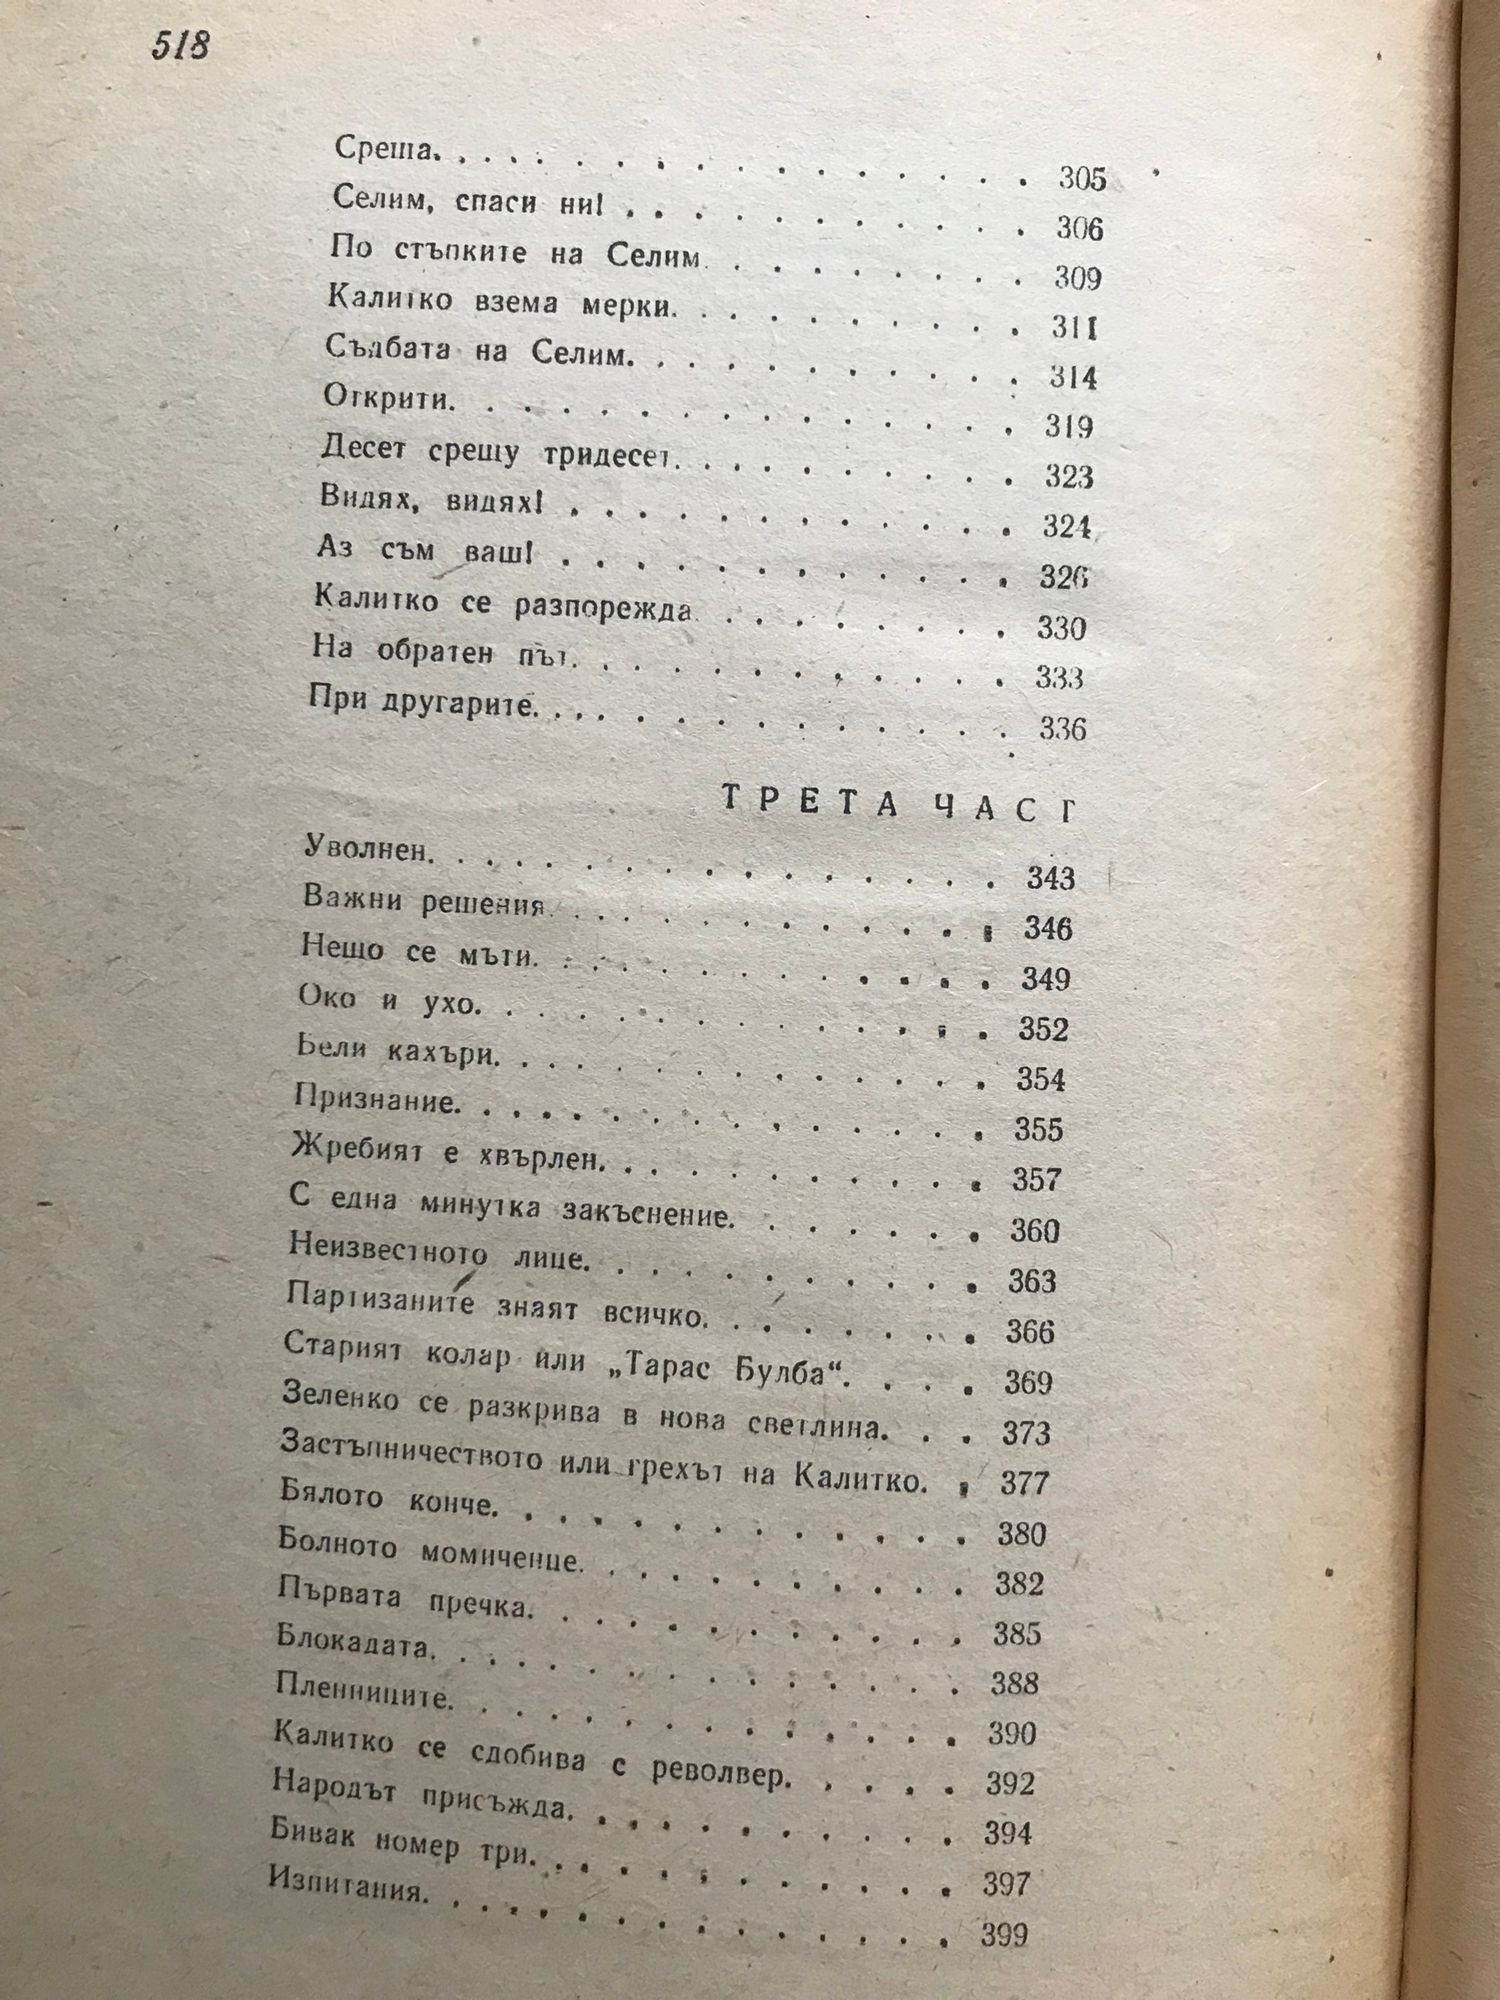 518
Среща. . . . . . . . . . . . . . . . 305
Селим, спаси ни! . . . . . . . . . . . 306
По стъпките на Селим. . . . . . . . . 309
Калитко взема мерки. . . . . . . . . . 311
Съдбата на Селим. . . . . . . . . . . 314
Открити. . . . . . . . . . . . . . . 319
Десет срещу тридесет. . . . . . . . . . 323
Видях, видях! . . . . . . . . . . . . 324
Аз съм ваш! . . . . . . . . . . . . 326
Калитко се разпорежда. . . . . . . . . 330
На обратен път. . . . . . . . . . . . 333
При другарите. . . . . . . . . . . . . 336
ТРЕТА ЧАСТ
Уволнен. . . . . . . . . . . . . . . 343
Важни решения. . . . . . . . . . . . . 346
Нещо се мъти. . . . . . . . . . . . . 349
Око и ухо. . . . . . . . . . . . . . 352
Бели кахъри. . . . . . . . . . . . . . 354
Признание. . . . . . . . . . . . . . 355
Жребият е хвърлен. . . . . . . . . . . 357
С една минутка закъснение. . . . . . . 360
Неизвестното лице. . . . . . . . . . . 363
Партизаните знаят всичко. . . . . . . . 366
Старият колар или „Тарас Булба“. . . . . 369
Зеленко се разкрива в нова светлина. . . 373
Застъпничеството или грехът на Калитко. . 377
Бялото конче. . . . . . . . . . . . . 380
Болното момиченце. . . . . . . . . . . 382
Първата пречка. . . . . . . . . . . . 385
Блокадата. . . . . . . . . . . . . . 388
Пленниците. . . . . . . . . . . . . . 390
Калитко се сдобива с револвер. . . . . . 392
Народът присъжда. . . . . . . . . . . 394
Бивак номер три. . . . . . . . . . . . 397
Изпитания. . . . . . . . . . . . . . 399